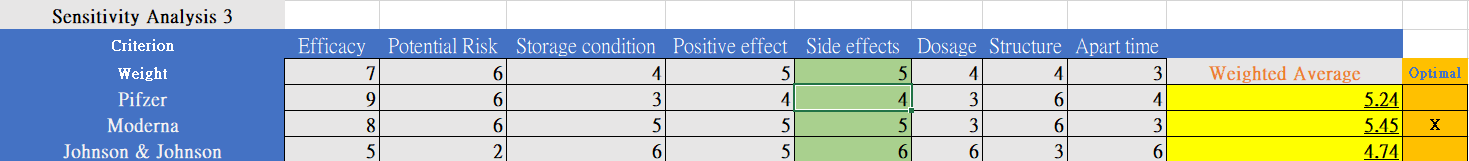 Sensitivity Analysis 3
Criterion Efficacy Potential Risk Storage condition Positive effect Side effects Dosage Structure Apart time
Weight 7 6 4 5 5 4 4 3 Weighted Average Optimal
Pifzer 9 6 3 4 4 3 6 4 5.24
Moderna 8 6 5 5 5 3 6 3 5.45 X
Johnson & Johnson 5 2 6 5 6 6 3 6 4.74